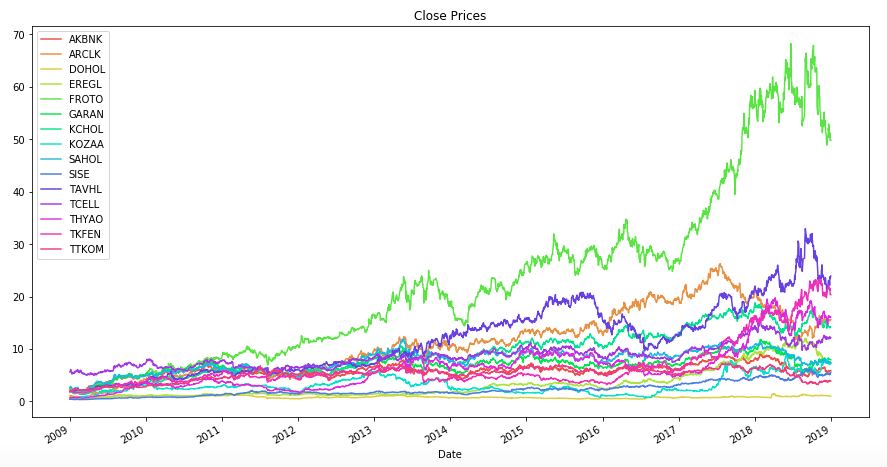 Close Prices
70
60
50
40
30
20
10
0
AKBNK
ARCLK
DOHOL
EREGL
FROTO
GARAN
KCHOL
KOZAA
SAHOL
SISE
TAVHL
TCELL
THYAO
TKFEN
TTKOM
2009
2010
2011
2012
2013
2014
2015
2016
2017
2018
2019
Date